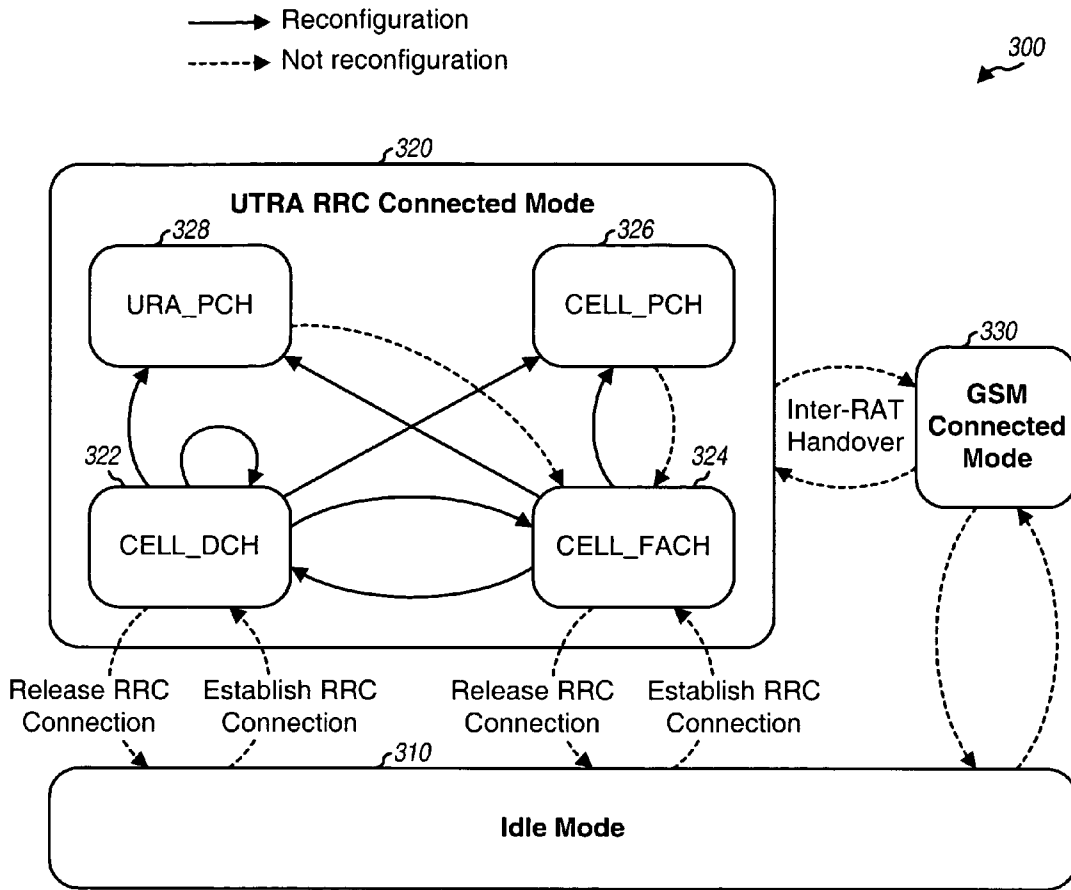 Reconfiguration
Not reconfiguration
300
320
UTRA RRC Connected Mode
328
326
URA_PCH
CELL_PCH
330
GSM
Connected
Mode
Inter-RAT
Handover
322
324
CELL_DCH
CELL_FACH
Release RRC
Connection
Establish RRC
Connection
Release RRC
Connection
Establish RRC
Connection
310
Idle Mode